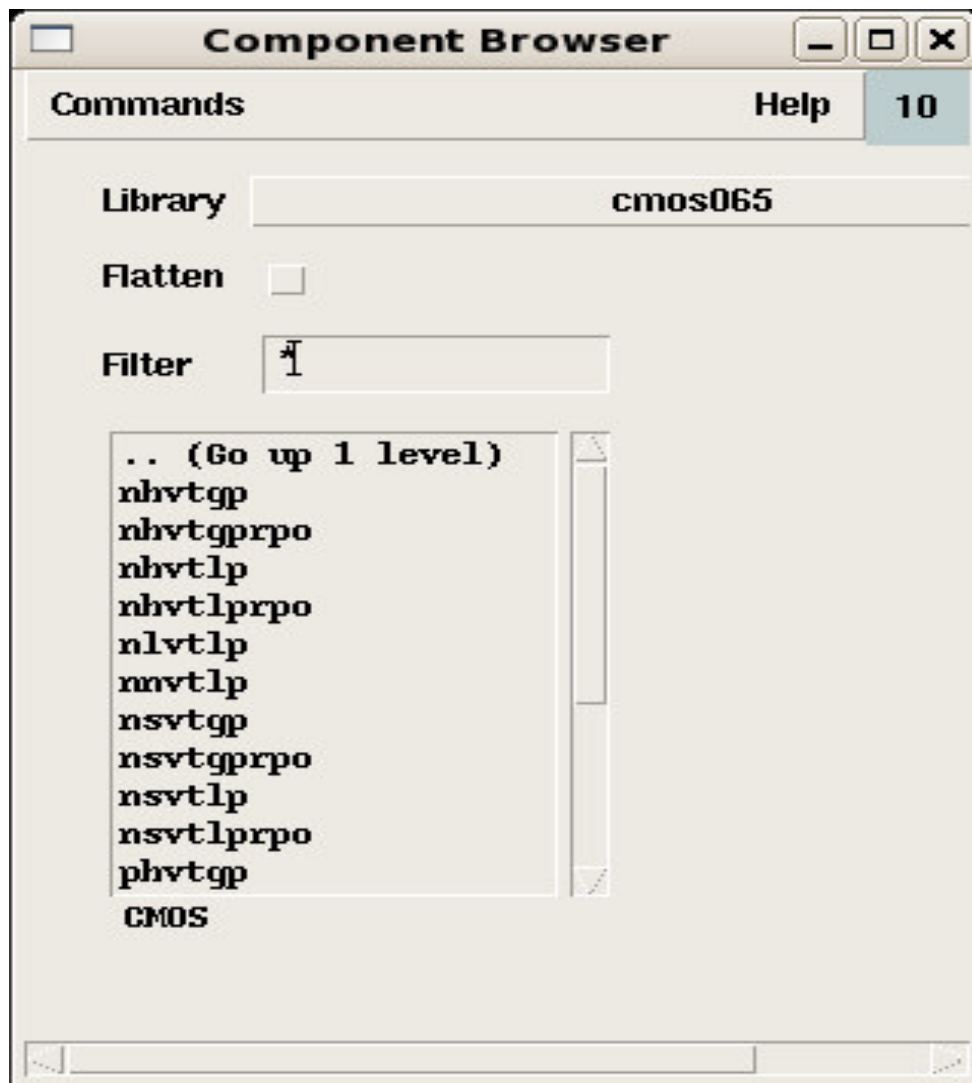 Component Browser
Commands Help 10
Library cmos065
Flatten
Filter *
.. (Go up 1 level)
nhvtgp
nhvtgprpo
nhvtlp
nhvtlprpo
nlvtlp
nnvtlp
nsvtgp
nsvtgprpo
nsvtlp
nsvtlprpo
phvtgp
CMOS